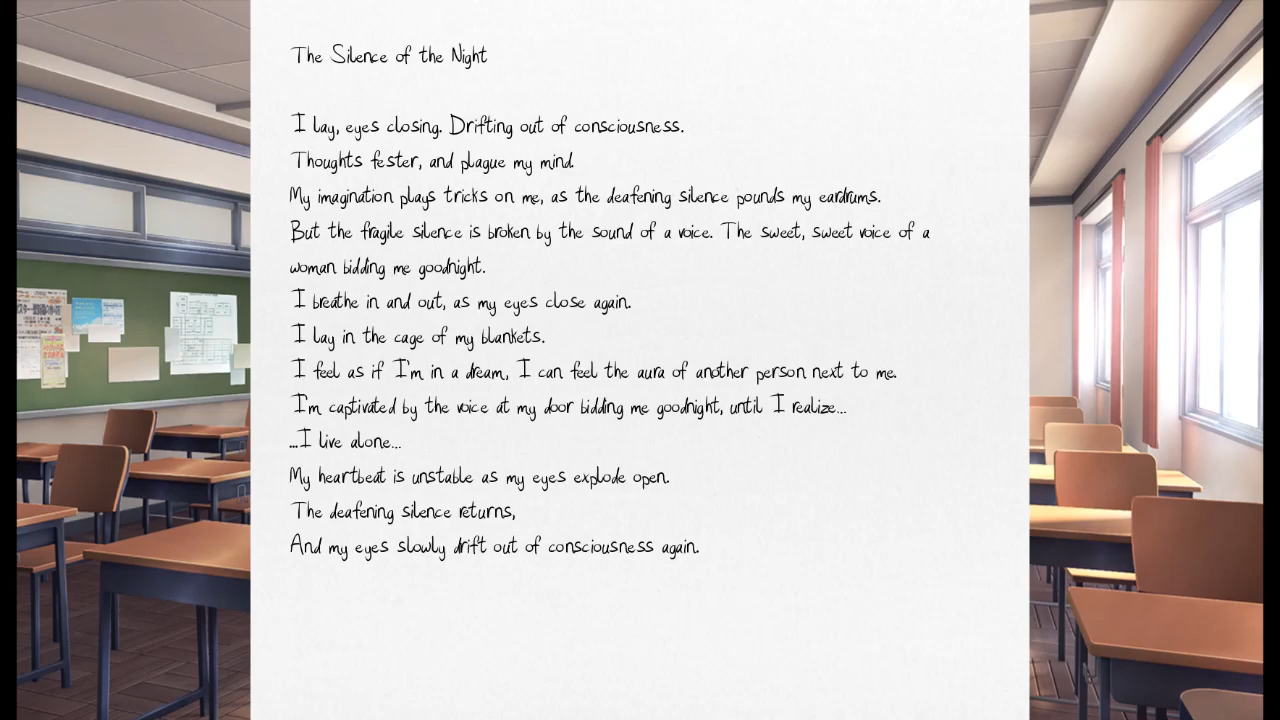 The Silence of the Night
I lay, eyes closing. Drifting out of consciousness.
Thoughts fester, and plague my mind.
My imagination plays tricks on me, as the deafening silence pounds my eardrums.
But the fragile silence is broken by the sound of a voice. The sweet, sweet voice of a
woman bidding me goodnight.
I breathe in and out, as my eyes close again.
I lay in the cage of my blankets.
I feel as if I'm in a dream, I can feel the aura of another person next to me.
I'm captivated by the voice at my door bidding me goodnight, until I realize...
...I live alone...
My heartbeat is unstable as my eyes explode open.
The deafening silence returns,
And my eyes slowly drift out of consciousness again.